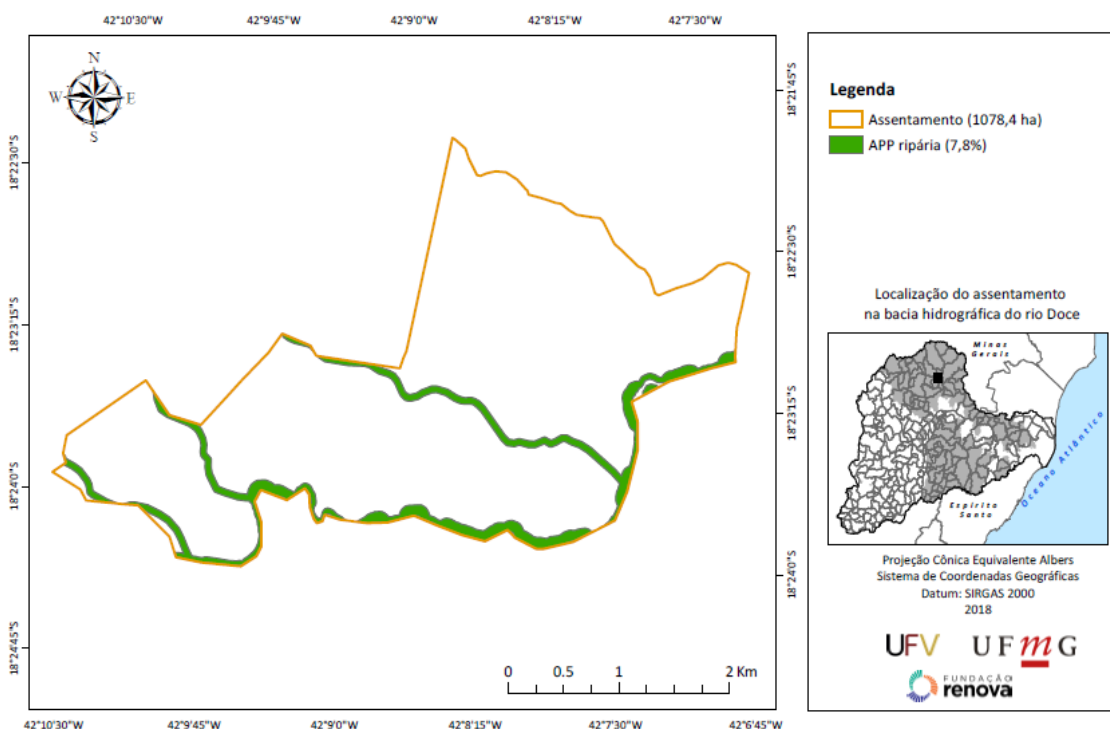 42°10'30"W 42°9'45"W 42°9'0"W 42°8'15"W 42°7'30"W
N
W E
S
18°22'30"S
18°23'15"S
18°24'0"S
18°24'45"S
18°21'45"S
18°22'30"S
18°23'15"S
18°24'0"S
0 0.5 1 2 Km
42°10'30"W 42°9'45"W 42°9'0"W 42°8'15"W 42°7'30"W 42°6'45"W
Legenda
Assentamento (1078,4 ha)
APP ripária (7,8%)
Localização do assentamento
na bacia hidrográfica do rio Doce
Minas
Gerais
Oceano Atlântico
Espírito
Santo
Projeção Cônica Equivalente Albers
Sistema de Coordenadas Geográficas
Datum: SIRGAS 2000
2018
UFV UFmG
FUNDAÇÃO
renova